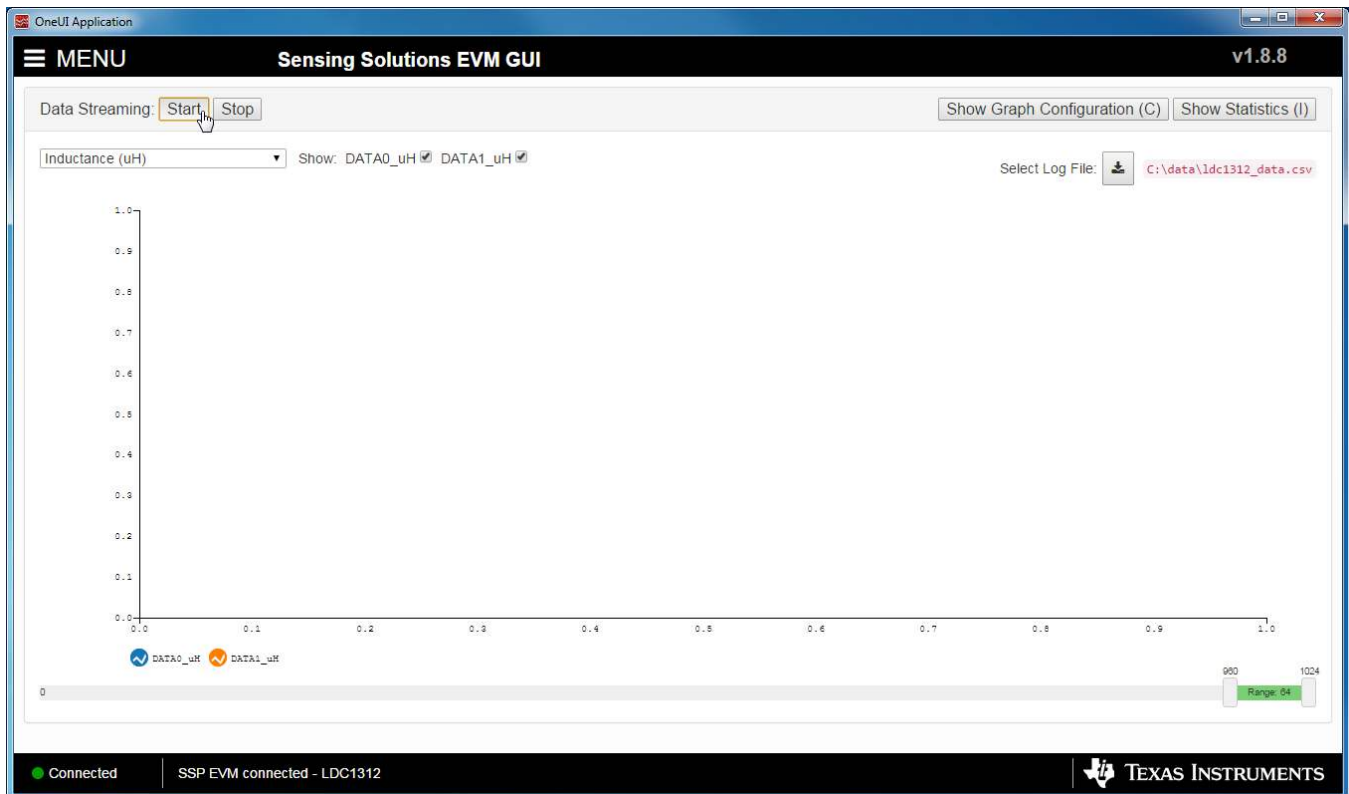 OneUI Application
MENU Sensing Solutions EVM GUI v1.8.8
Data Streaming: Start Stop Show Graph Configuration (C) Show Statistics (I)
Inductance (uH) Show: DATA0_uH DATA1_uH Select Log File: C:\data\ldc1312_data.csv
1.0
0.9
0.8
0.7
0.6
0.5
0.4
0.3
0.2
0.1
0.0
0.0 0.1 0.2 0.3 0.4 0.5 0.6 0.7 0.8 0.9 1.0
DATA0_uH DATA1_uH
960 1024
0 Range: 64
Connected SSP EVM connected - LDC1312 TEXAS INSTRUMENTS